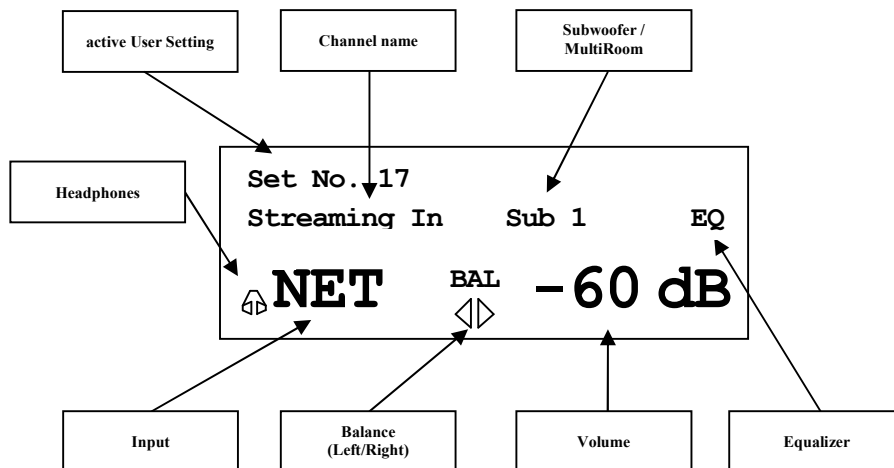 active User Setting
Channel name
Subwoofer /
MultiRoom
Headphones
Set No. 17
Streaming In Sub 1 EQ
NET BAL -60 dB
Input
Balance
(Left/Right)
Volume
Equalizer